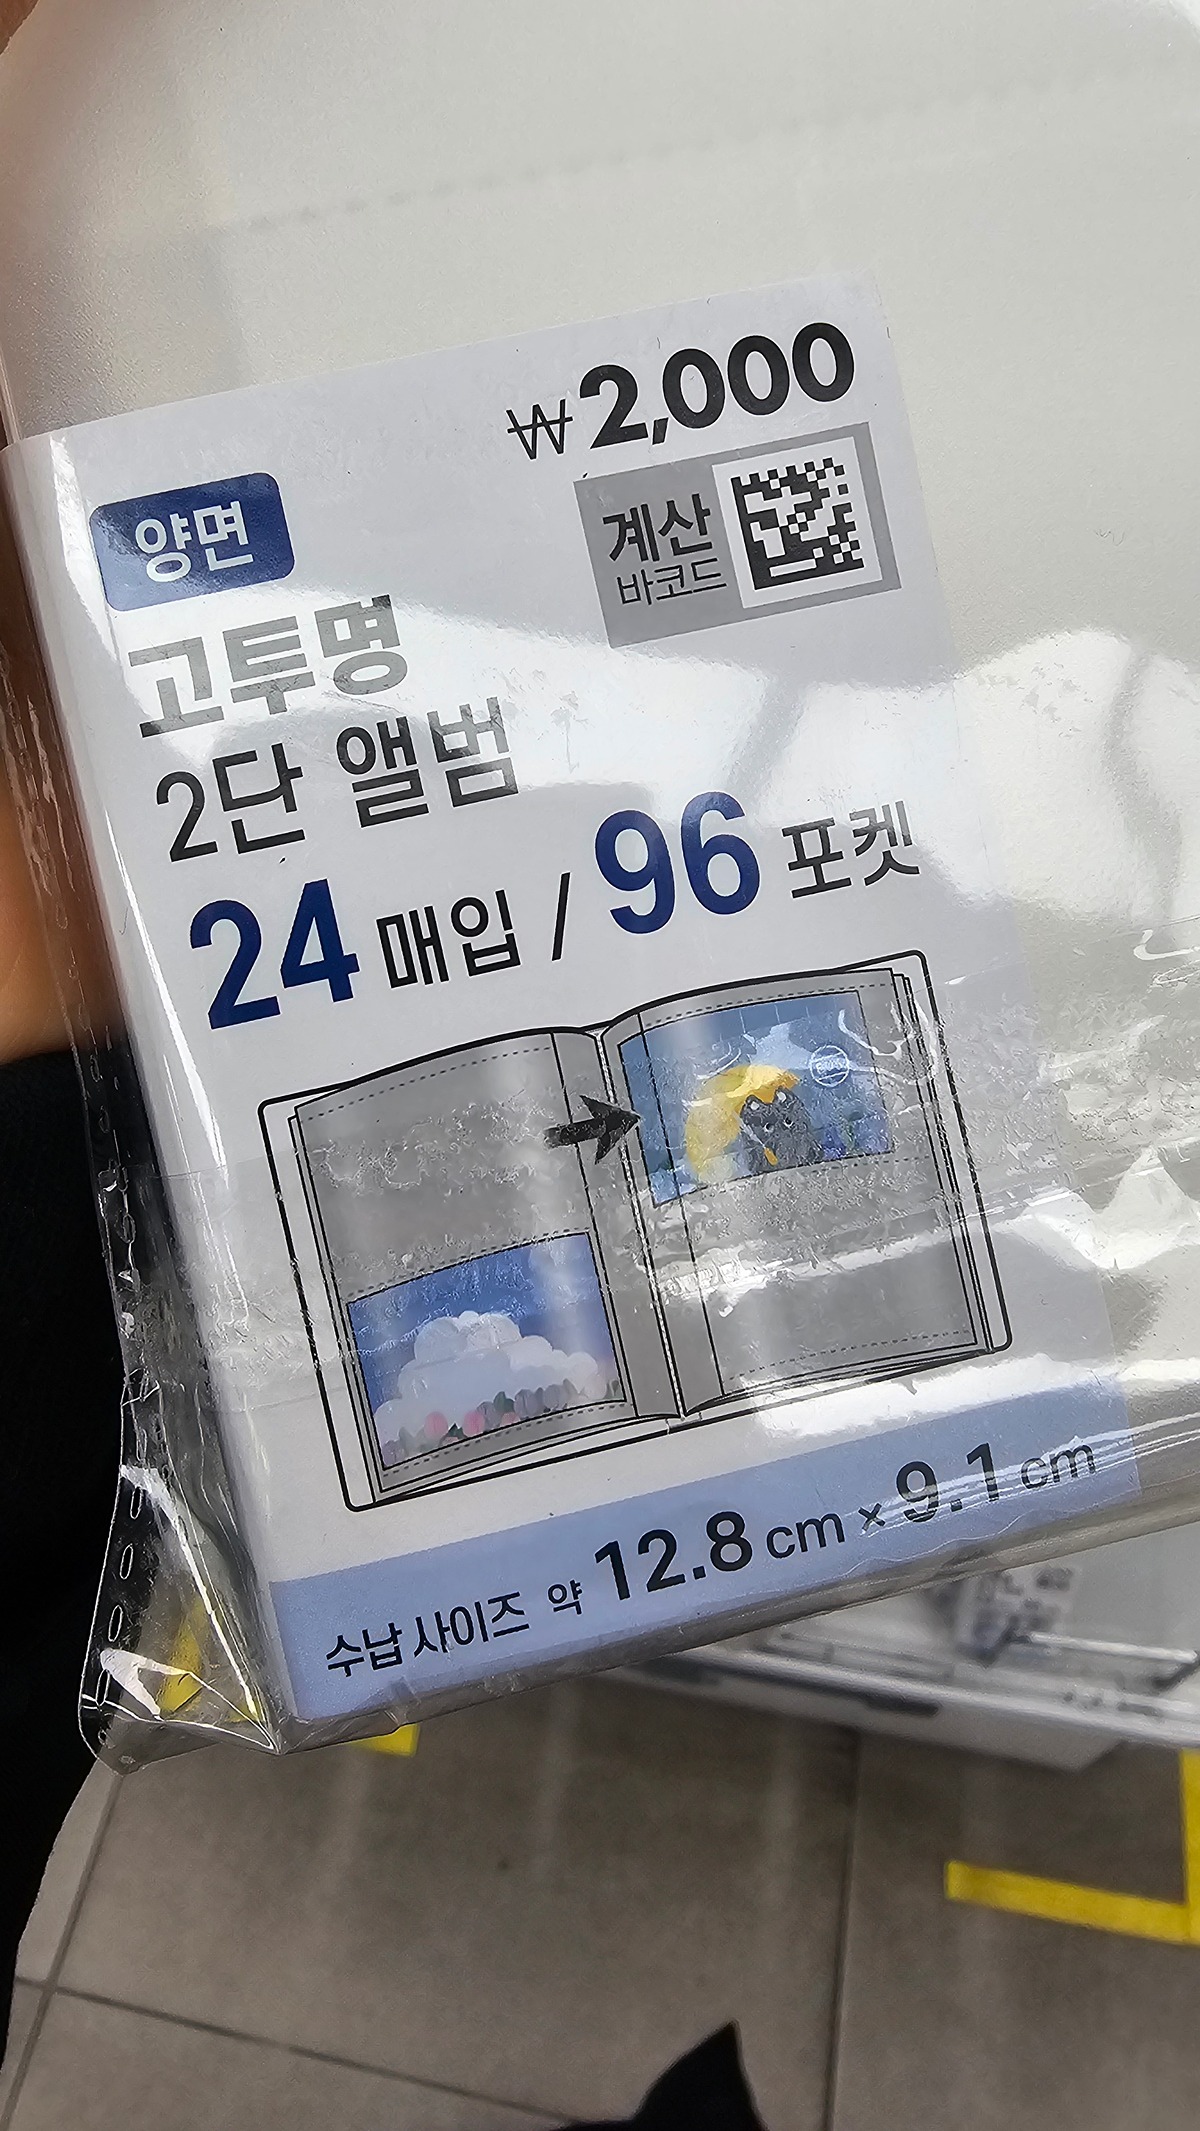 ₩2,000
계산
바코드
양면
고투명
2단 앨범
24 매입 / 96 포켓
수납 사이즈 약 12.8 cm × 9.1 cm